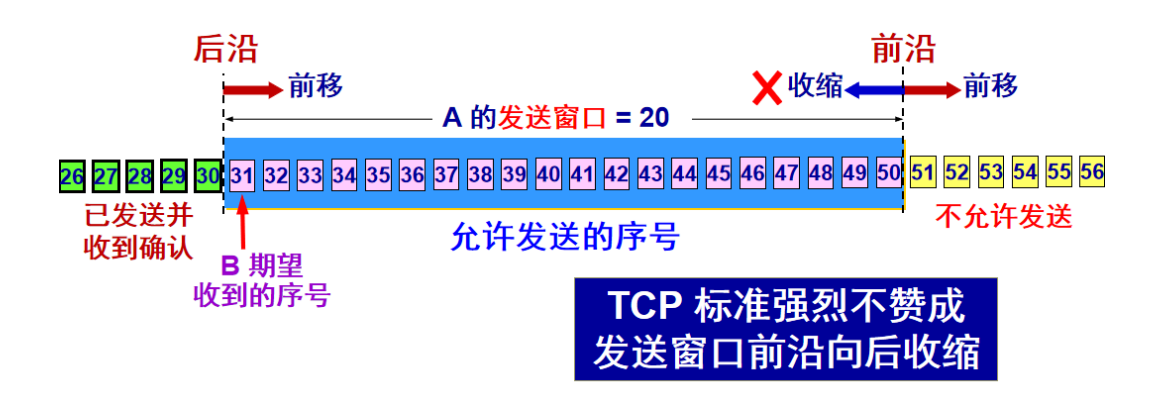 后沿
前沿
前移
收缩
前移
A 的发送窗口 = 20
26 27 28 29 30 31 32 33 34 35 36 37 38 39 40 41 42 43 44 45 46 47 48 49 50 51 52 53 54 55 56
已发送并
收到确认
允许发送的序号
不允许发送
B 期望
收到的序号
TCP 标准强烈不赞成
发送窗口前沿向后收缩